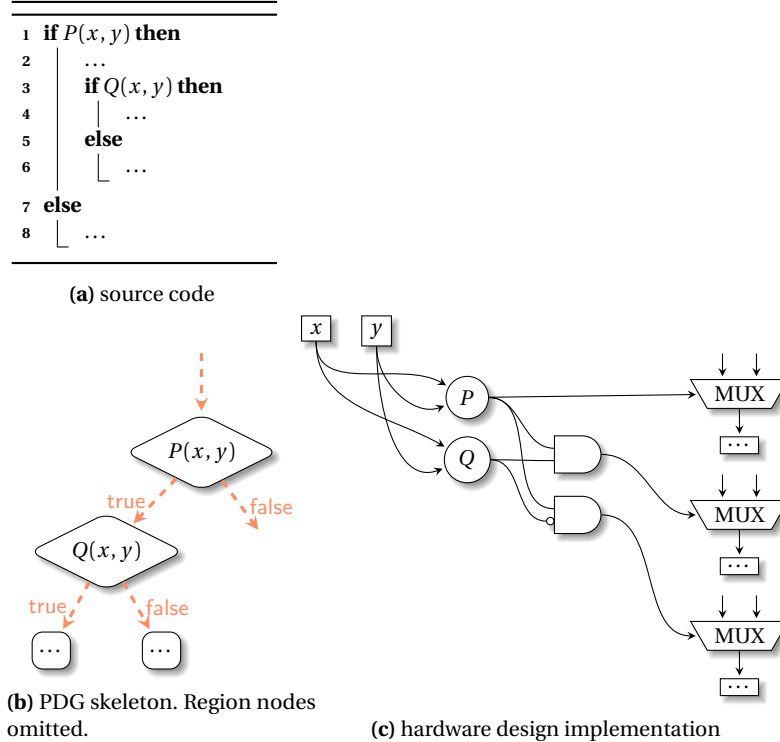 1 if P(x, y) then
2 ...
3 if Q(x, y) then
4 ...
5 else
6 ...
7 else
8 ...
(a) source code
P(x, y)
true
false
Q(x, y)
true
false
...
...
(b) PDG skeleton. Region nodes
omitted.
x
y
P
MUX
...
Q
MUX
...
MUX
...
(c) hardware design implementation